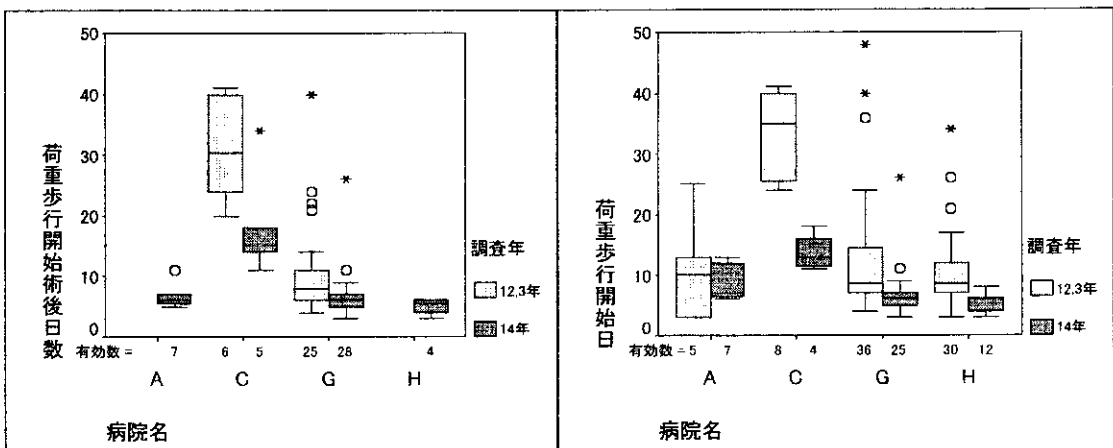 荷重歩行開始術後日数
50
40
30
20
10
0
有効数 = 7 6 5 25 28 4
A C G H
病院名
調査年
12,3年
14年
荷重歩行開始日
50
40
30
20
10
0
有効数 = 5 7 8 4 36 25 30 12
A C G H
病院名
調査年
12,3年
14年